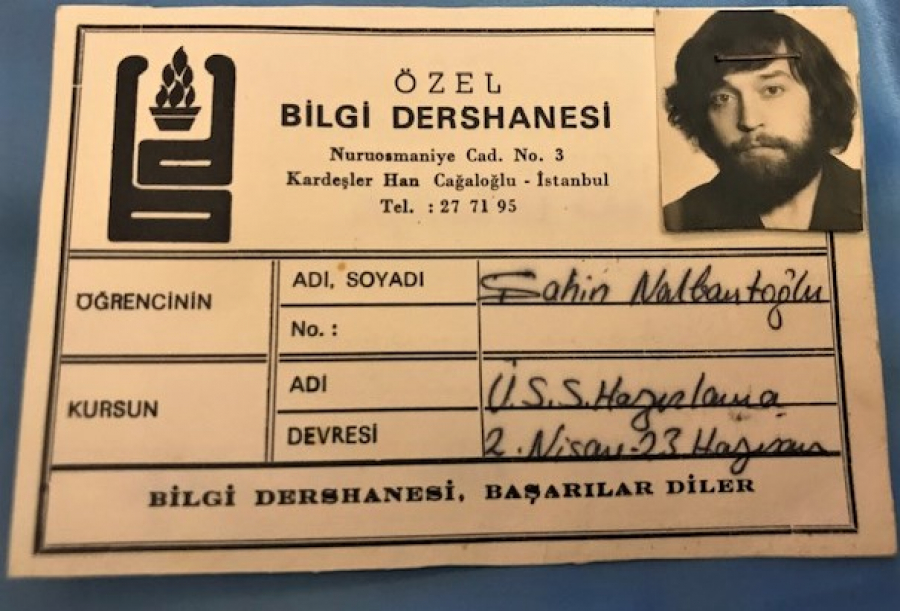 ÖZEL
BİLGİ DERSHANESİ
Nuruosmaniye Cad. No. 3
Kardeşler Han Cağaloğlu - İstanbul
Tel. : 27 71 95
ÖĞRENCİNİN
ADI, SOYADI
Şahin Nalbantoğlu
No. :
KURSUN
ADI
Ü.S.S. Hazırlama
DEVRESİ
2. Nisan-23 Haziran
BİLGİ DERSHANESİ, BAŞARILAR DİLER